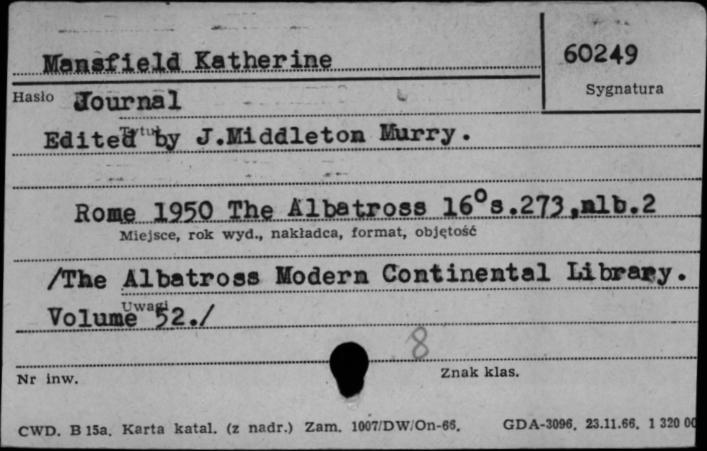 Mansfield Katherine
60249
Sygnatura
Hasło Journal
Tytuł
Edited by J.Middleton Murry.
Rome 1950 The Albatross 16° s.273,nlb.2
Miejsce, rok wyd., nakładca, format, objętość
/The Albatross Modern Continental Library.
Uwagi
Volume 52./
8
Nr inw.
Znak klas.
CWD. B 15a. Karta katal. (z nadr.) Zam. 1007/DW/On-66. GDA-3096. 23.11.66. 1 320 00